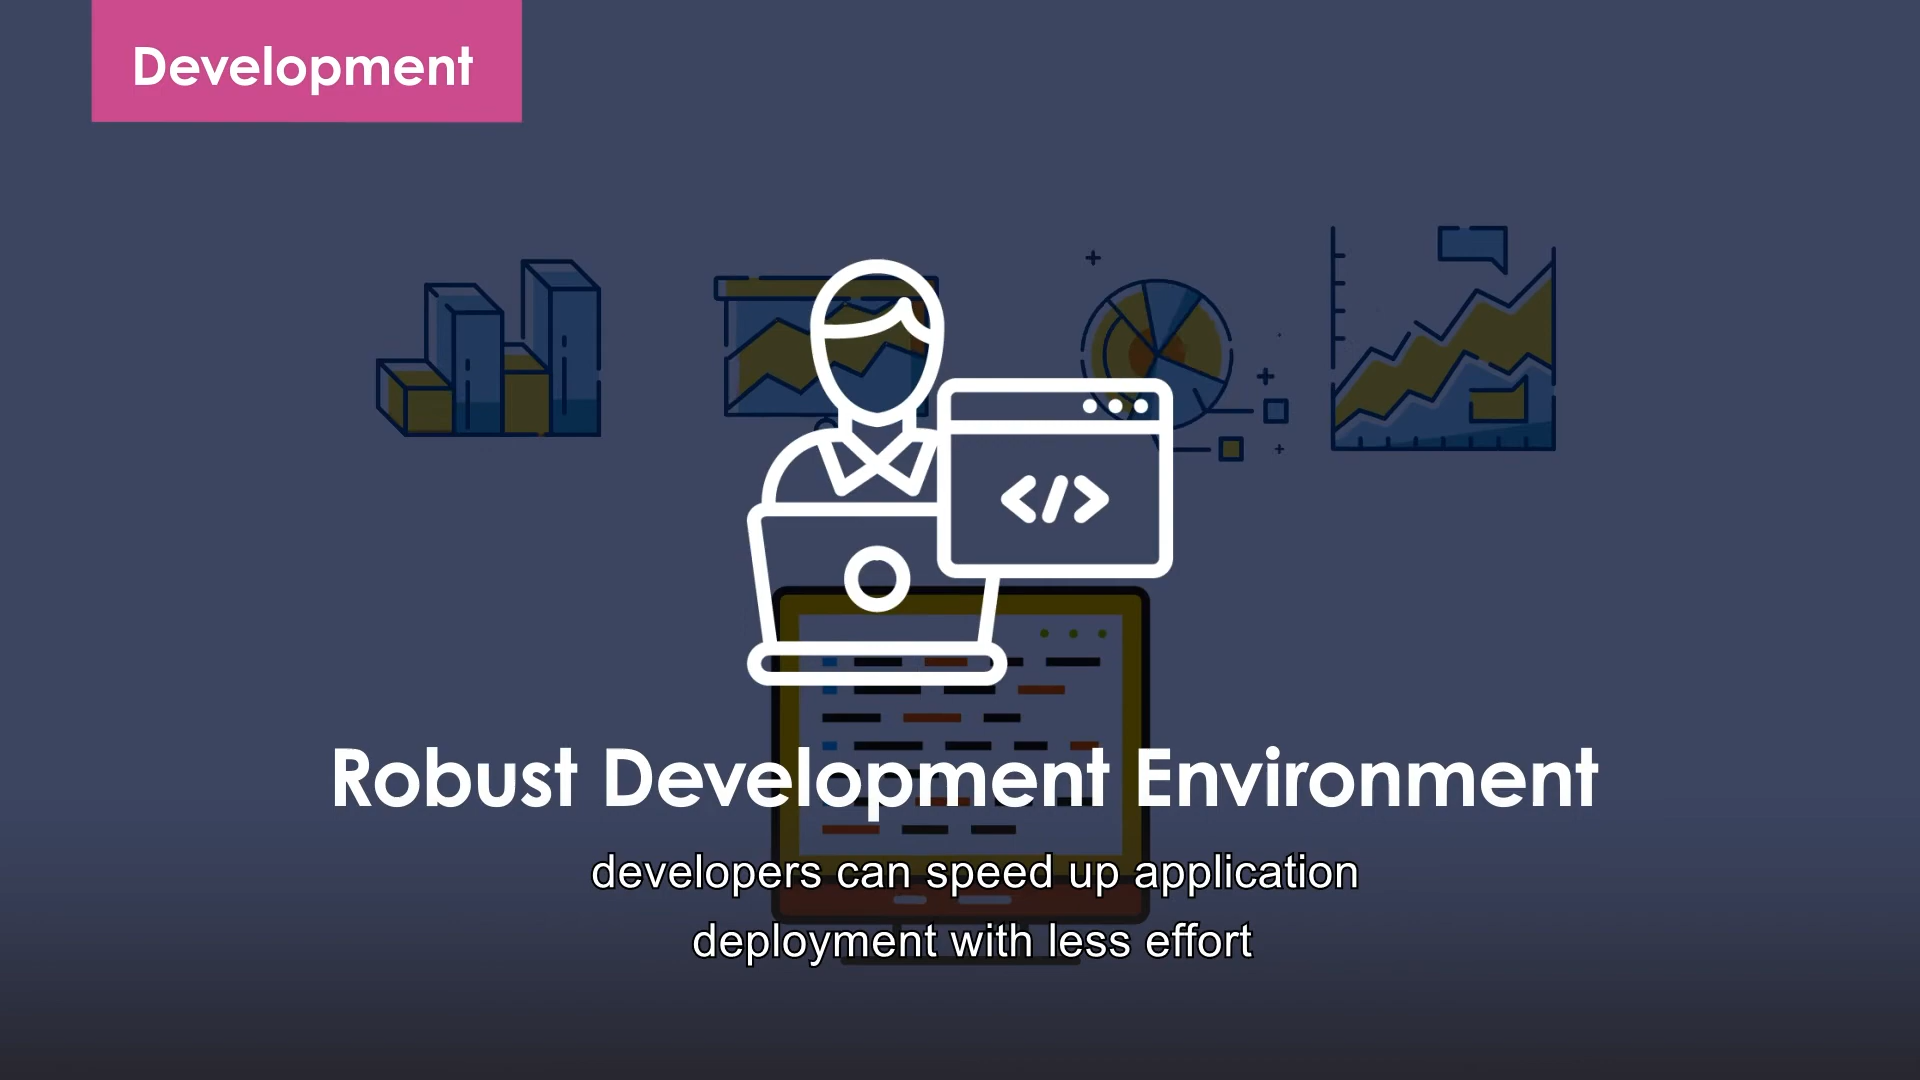 Development
</>
Robust Development Environment
developers can speed up application
deployment with less effort